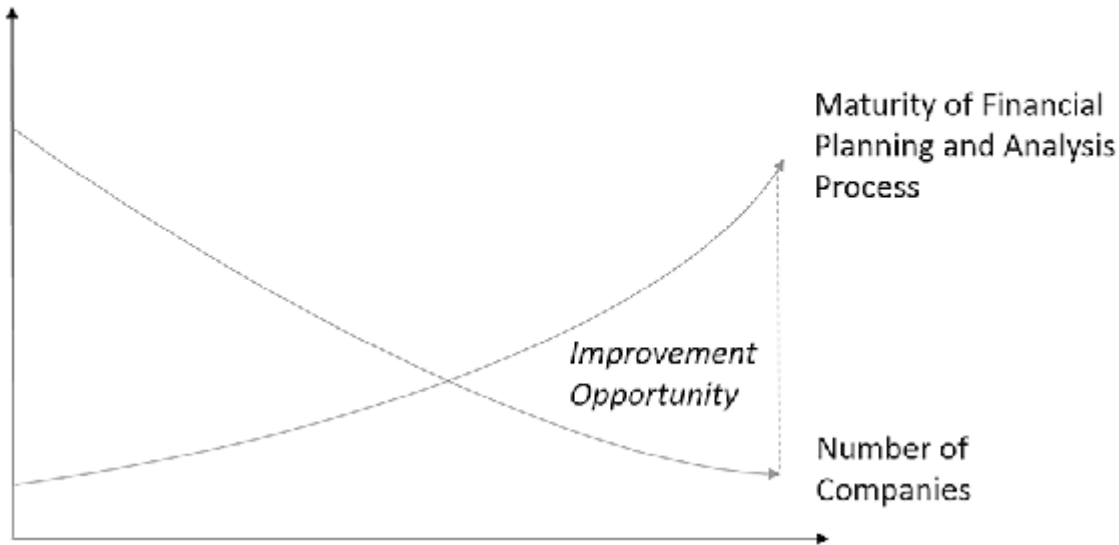 Maturity of Financial
Planning and Analysis
Process
Improvement
Opportunity
Number of
Companies